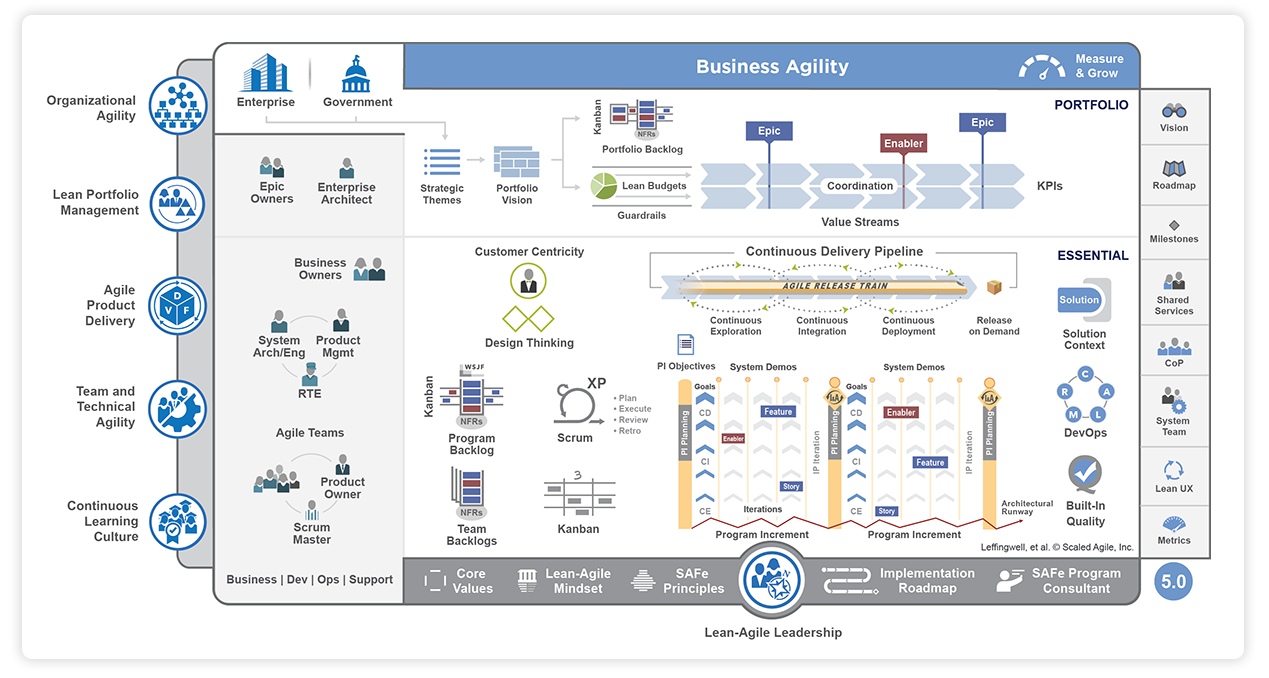 Business Agility
Measure
& Grow
Enterprise
Government
Organizational
Agility
Lean Portfolio
Management
Agile
Product
Delivery
D
V
F
Team and
Technical
Agility
Continuous
Learning
Culture
PORTFOLIO
Epic
Owners
Enterprise
Architect
Strategic
Themes
Portfolio
Vision
Kanban
NFRs
Portfolio Backlog
Lean Budgets
Guardrails
Epic
Enabler
Epic
Coordination
KPIs
Value Streams
ESSENTIAL
Business
Owners
System
Arch/Eng
Product
Mgmt
RTE
Agile Teams
Product
Owner
Scrum
Master
Business | Dev | Ops | Support
Customer Centricity
Design Thinking
Kanban
WSJF
NFRs
Program
Backlog
XP
Scrum
• Plan
• Execute
• Review
• Retro
NFRs
Team
Backlogs
3
Kanban
Continuous Delivery Pipeline
AGILE RELEASE TRAIN
Continuous
Exploration
Continuous
Integration
Continuous
Deployment
Release
on Demand
PI Objectives
System Demos
System Demos
PI Planning
Goals
CD
CI
CE
Enabler
Feature
Story
Iterations
IP Iteration
I&A
PI Planning
Goals
CD
CI
CE
Enabler
Feature
Story
IP Iteration
I&A
PI Planning
Program Increment
Program Increment
Architectural
Runway
Solution
Solution
Context
C
A
L
M
R
DevOps
Built-In
Quality
Leffingwell, et al. © Scaled Agile, Inc.
Vision
Roadmap
Milestones
Shared
Services
CoP
System
Team
Lean UX
Metrics
5.0
Core
Values
Lean-Agile
Mindset
SAFe
Principles
N
Implementation
Roadmap
SAFe Program
Consultant
Lean-Agile Leadership